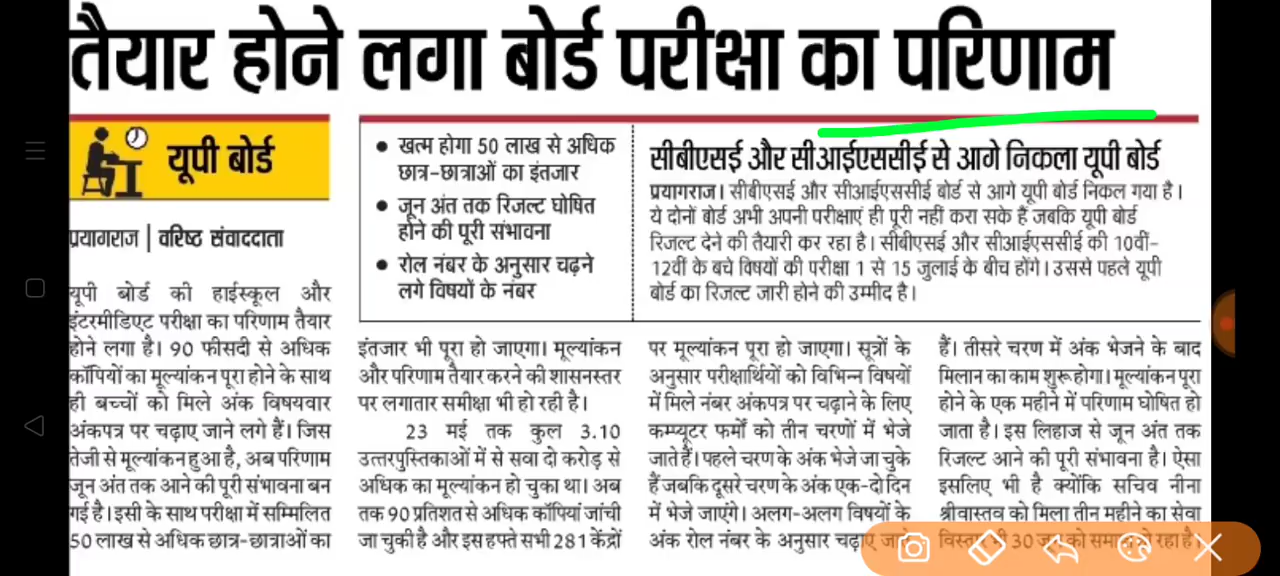 तैयार होने लगा बोर्ड परीक्षा का परिणाम
यूपी बोर्ड
प्रयागराज | वरिष्ठ संवाददाता
यूपी बोर्ड की हाईस्कूल और
इंटरमीडिएट परीक्षा का परिणाम तैयार
होने लगा है। 90 फीसदी से अधिक
कॉपियों का मूल्यांकन पूरा होने के साथ
ही बच्चों को मिले अंक विषयवार
अंकपत्र पर चढ़ाए जाने लगे हैं। जिस
तेजी से मूल्यांकन हुआ है, अब परिणाम
जून अंत तक आने की पूरी संभावना बन
गई है। इसी के साथ परीक्षा में सम्मिलित
50 लाख से अधिक छात्र-छात्राओं का
● खत्म होगा 50 लाख से अधिक
छात्र-छात्राओं का इंतजार
● जून अंत तक रिजल्ट घोषित
होने की पूरी संभावना
● रोल नंबर के अनुसार चढ़ने
लगे विषयों के नंबर
सीबीएसई और सीआईएससीई से आगे निकला यूपी बोर्ड
प्रयागराज। सीबीएसई और सीआईएससीई बोर्ड से आगे यूपी बोर्ड निकल गया है।
ये दोनों बोर्ड अभी अपनी परीक्षाएं ही पूरी नहीं करा सके हैं जबकि यूपी बोर्ड
रिजल्ट देने की तैयारी कर रहा है। सीबीएसई और सीआईएससीई की 10वीं-
12वीं के बचे विषयों की परीक्षा 1 से 15 जुलाई के बीच होंगे। उससे पहले यूपी
बोर्ड का रिजल्ट जारी होने की उम्मीद है।
इंतजार भी पूरा हो जाएगा। मूल्यांकन
और परिणाम तैयार करने की शासनस्तर
पर लगातार समीक्षा भी हो रही है।
23 मई तक कुल 3.10
उत्तरपुस्तिकाओं में से सवा दो करोड़ से
अधिक का मूल्यांकन हो चुका था। अब
तक 90 प्रतिशत से अधिक कॉपियां जांची
जा चुकी है और इस हफ्ते सभी 281 केंद्रों
पर मूल्यांकन पूरा हो जाएगा। सूत्रों के
अनुसार परीक्षार्थियों को विभिन्न विषयों
में मिले नंबर अंकपत्र पर चढ़ाने के लिए
कम्प्यूटर फर्मों को तीन चरणों में भेजे
जाते हैं। पहले चरण के अंक भेजे जा चुके
हैं जबकि दूसरे चरण के अंक एक-दो दिन
में भेजे जाएंगे। अलग-अलग विषयों के
अंक रोल नंबर के अनुसार चढ़ाए जाते
हैं। तीसरे चरण में अंक भेजने के बाद
मिलान का काम शुरू होगा। मूल्यांकन पूरा
होने के एक महीने में परिणाम घोषित हो
जाता है। इस लिहाज से जून अंत तक
रिजल्ट आने की पूरी संभावना है। ऐसा
इसलिए भी है क्योंकि सचिव नीना
श्रीवास्तव को मिला तीन महीने का सेवा
विस्तार भी 30 जून को समाप्त हो रहा है।